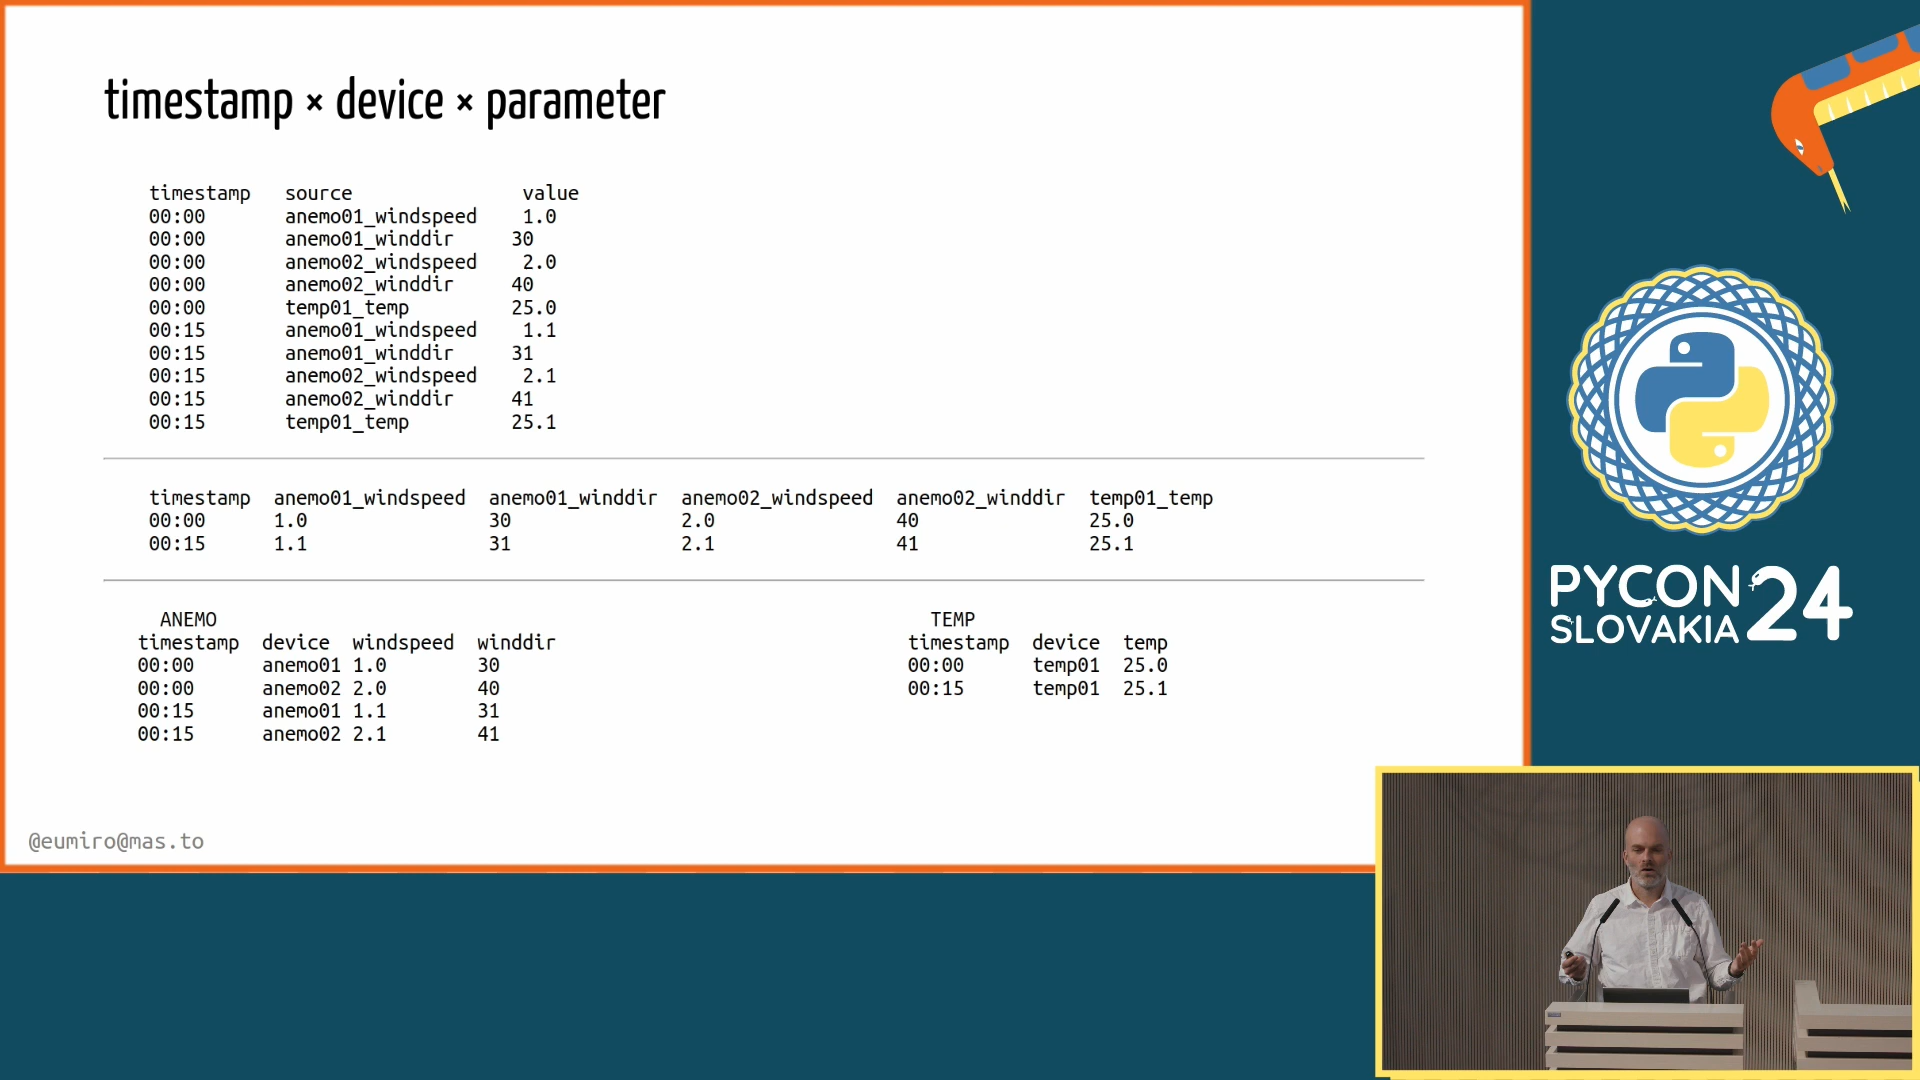 timestamp × device × parameter
timestamp source value
00:00 anemo01_windspeed 1.0
00:00 anemo01_winddir 30
00:00 anemo02_windspeed 2.0
00:00 anemo02_winddir 40
00:00 temp01_temp 25.0
00:15 anemo01_windspeed 1.1
00:15 anemo01_winddir 31
00:15 anemo02_windspeed 2.1
00:15 anemo02_winddir 41
00:15 temp01_temp 25.1
timestamp anemo01_windspeed anemo01_winddir anemo02_windspeed anemo02_winddir temp01_temp
00:00 1.0 30 2.0 40 25.0
00:15 1.1 31 2.1 41 25.1
ANEMO
timestamp device windspeed winddir
00:00 anemo01 1.0 30
00:00 anemo02 2.0 40
00:15 anemo01 1.1 31
00:15 anemo02 2.1 41
TEMP
timestamp device temp
00:00 temp01 25.0
00:15 temp01 25.1
@eumiro@mas.to
PYCON 24
SLOVAKIA